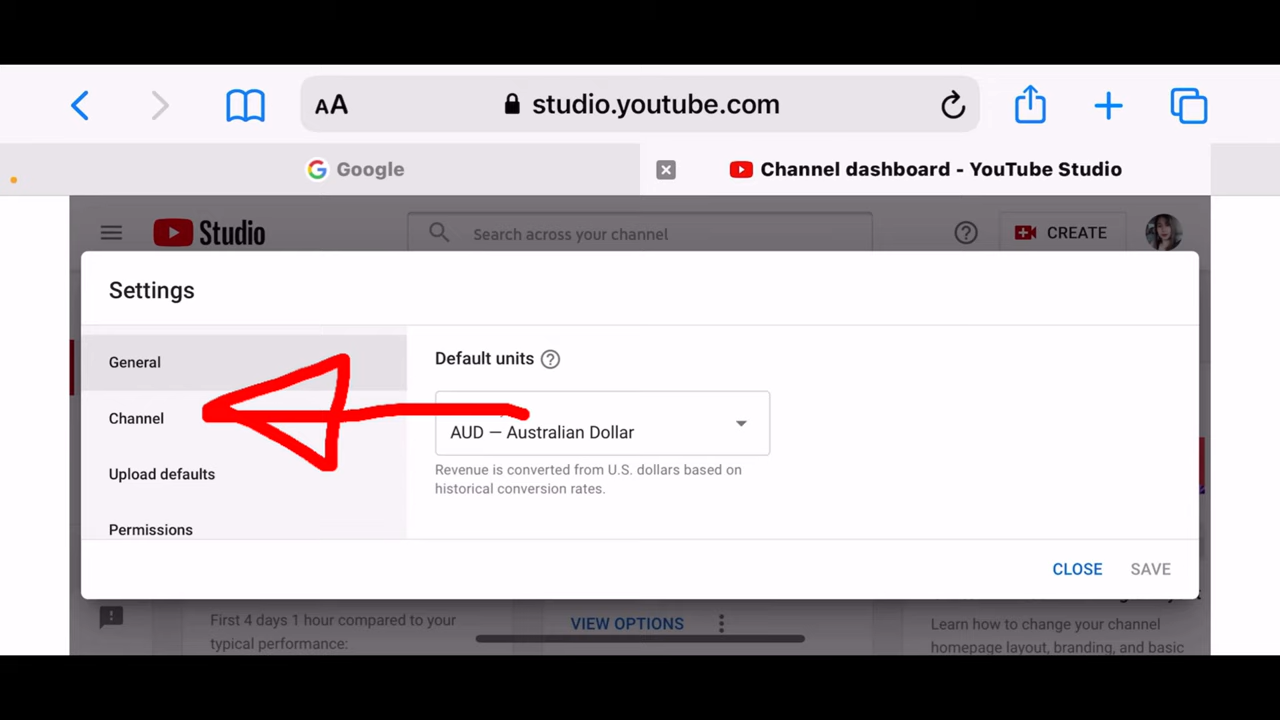 AA
studio.youtube.com
Google
Channel dashboard - YouTube Studio
Studio
Search across your channel
CREATE
Settings
General
Channel
Upload defaults
Permissions
Default units
AUD — Australian Dollar
Revenue is converted from U.S. dollars based on
historical conversion rates.
CLOSE
SAVE
First 4 days 1 hour compared to your
typical performance:
VIEW OPTIONS
Learn how to change your channel
homepage layout, branding, and basic